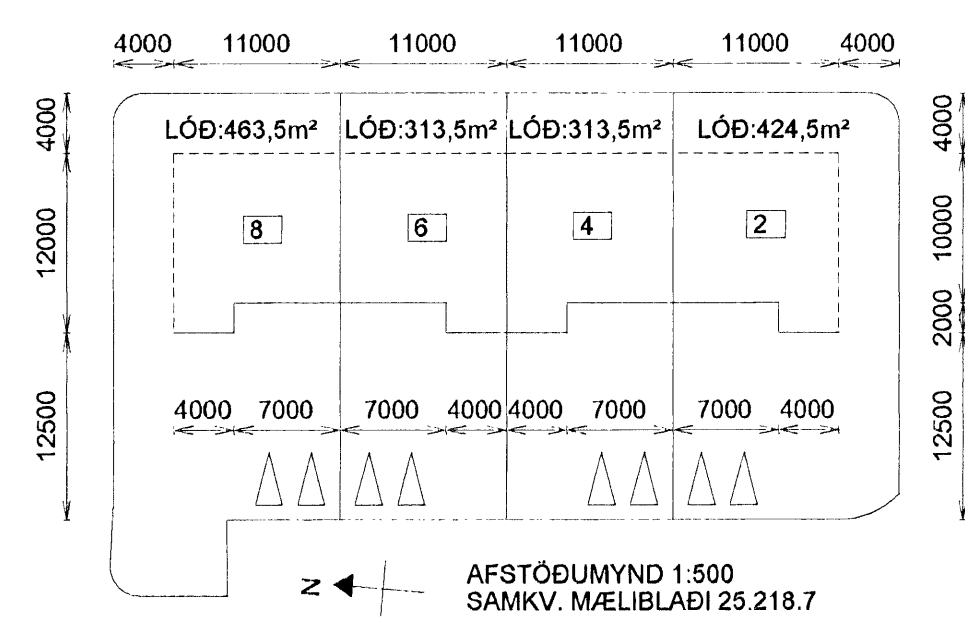 4000 11000 11000 11000 11000 4000
4000 4000
LÓÐ:463,5m² LÓÐ:313,5m² LÓÐ:313,5m² LÓÐ:424,5m²
12000 8 6 4 2 10000
2000
4000 7000 7000 4000 4000 7000 7000 4000
12500 12500
N
AFSTÖÐUMYND 1:500
SAMKV. MÆLIBLAÐI 25.218.7